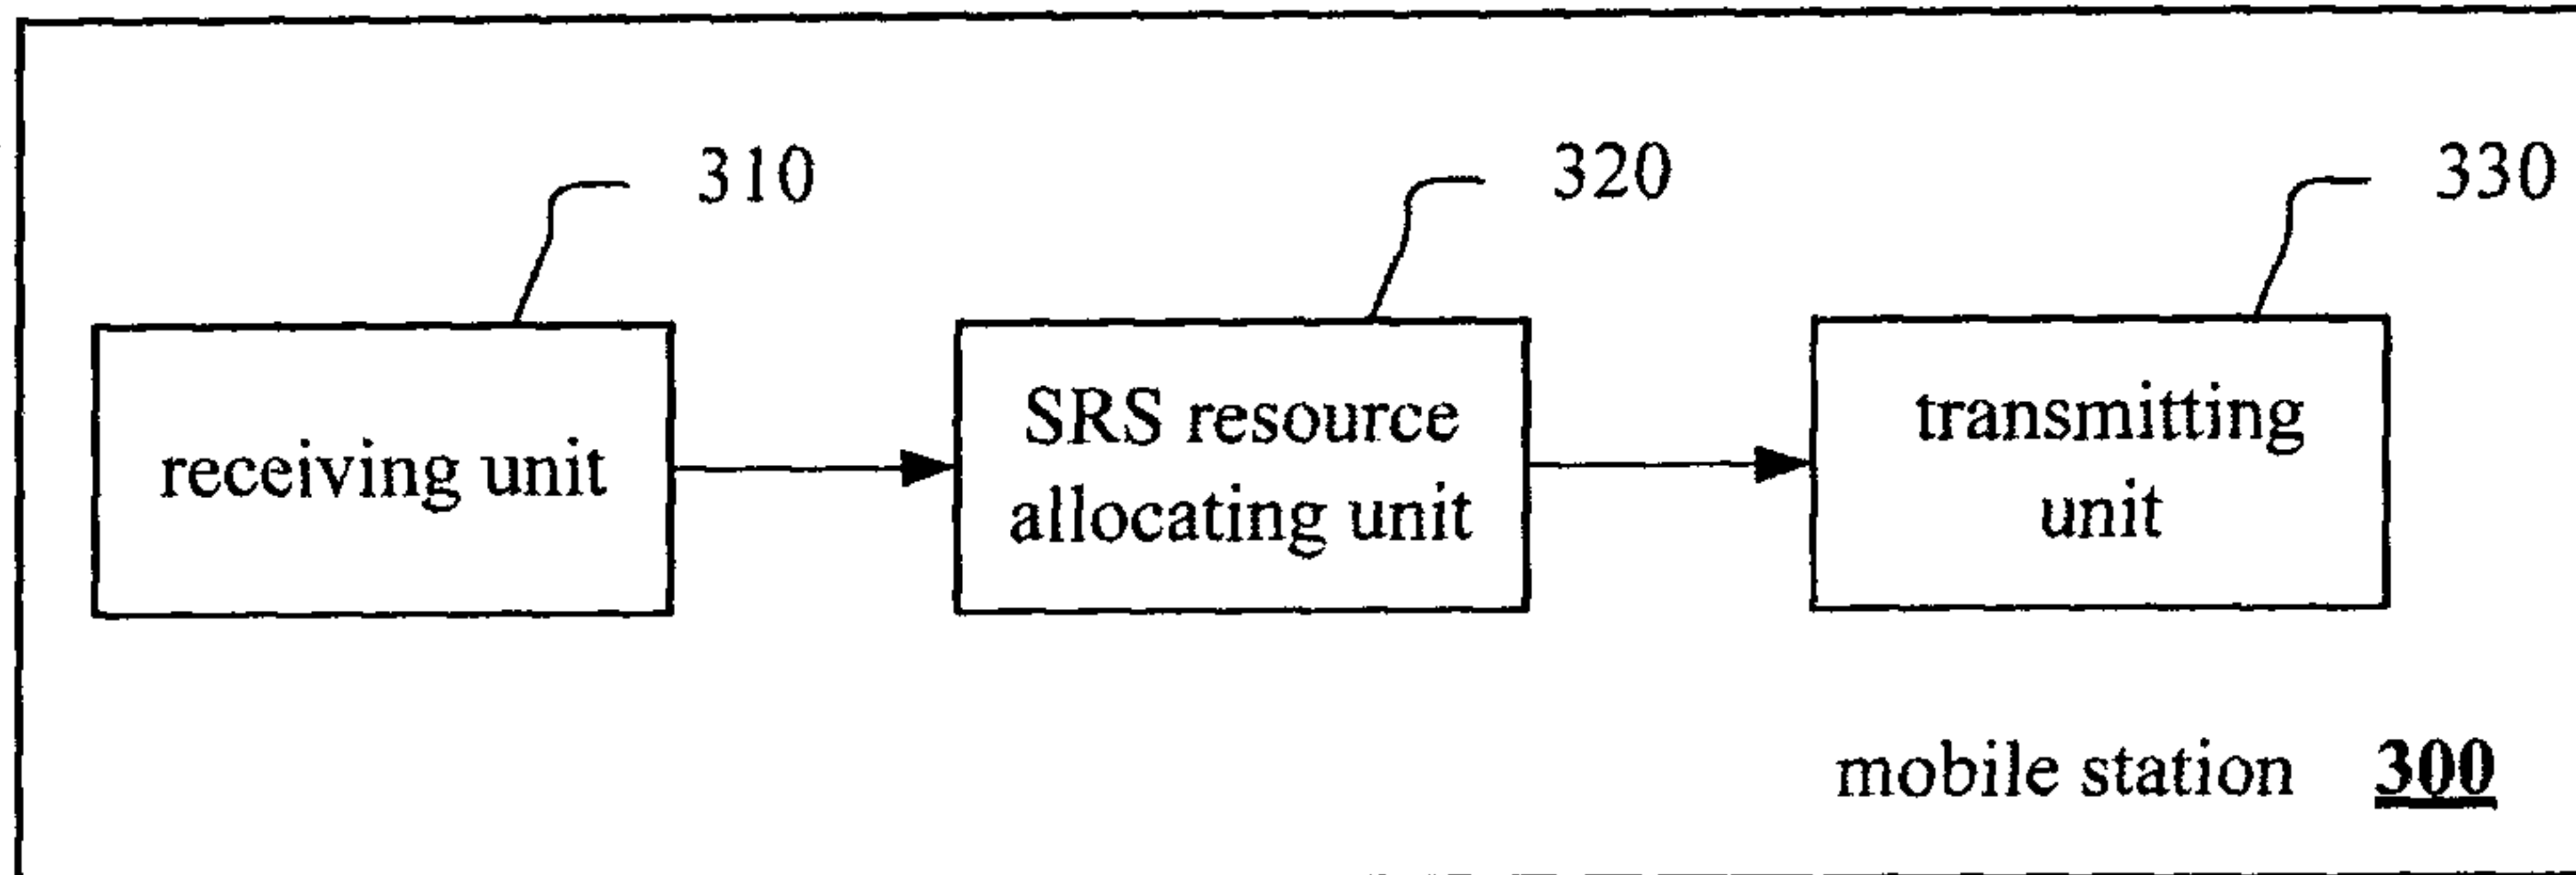 310
320
330
receiving unit
SRS resource
allocating unit
transmitting
unit
mobile station 300